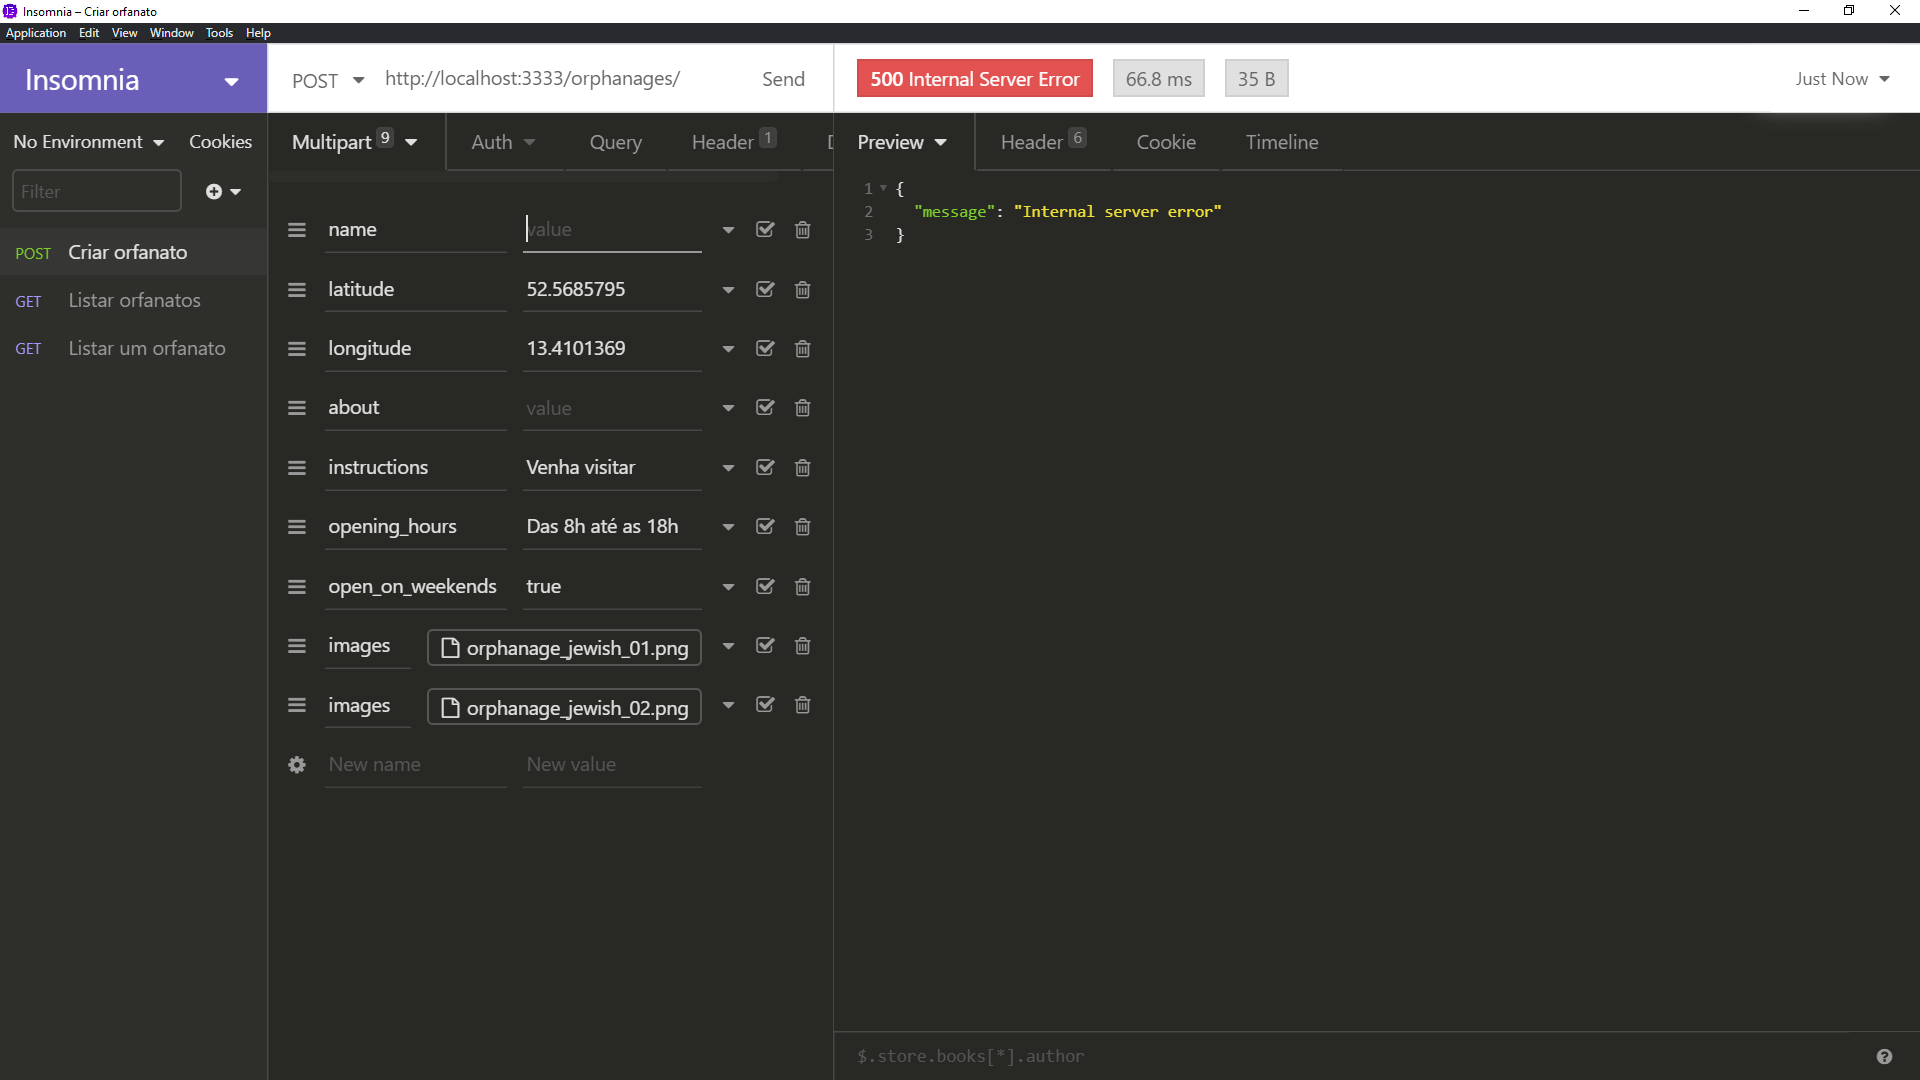 Insomnia – Criar orfanato
Application Edit View Window Tools Help
Insomnia
POST http://localhost:3333/orphanages/ Send
500 Internal Server Error 66.8 ms 35 B Just Now
No Environment Cookies
Filter
POST Criar orfanato
GET Listar orfanatos
GET Listar um orfanato
Multipart 9 Auth Query Header 1
name value
latitude 52.5685795
longitude 13.4101369
about value
instructions Venha visitar
opening_hours Das 8h até as 18h
open_on_weekends true
images orphanage_jewish_01.png
images orphanage_jewish_02.png
New name New value
Preview Header 6 Cookie Timeline
1 {
2 "message": "Internal server error"
3 }
$.store.books[*].author